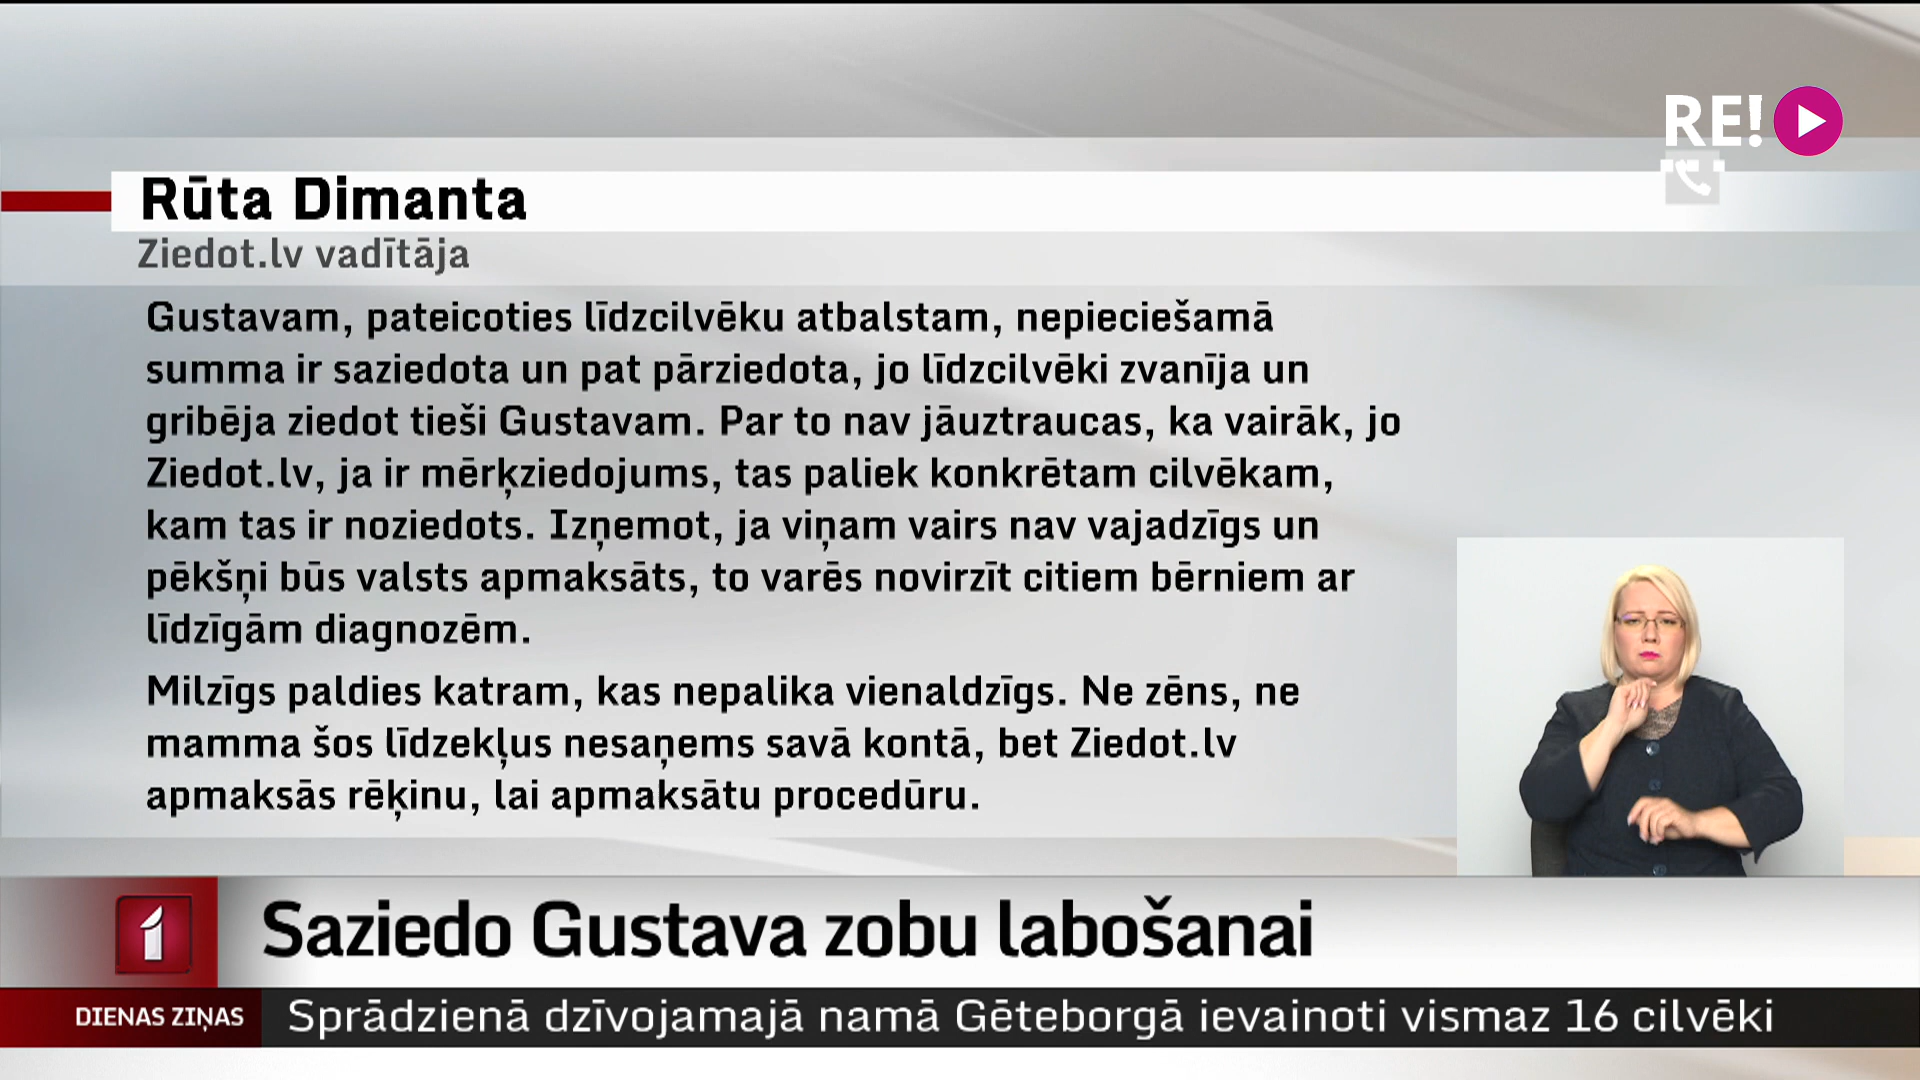 RE!
Rūta Dimanta
Ziedot.lv vadītāja
Gustavam, pateicoties līdzcilvēku atbalstam, nepieciešamā
summa ir saziedota un pat pārziedota, jo līdzcilvēki zvanīja un
gribēja ziedot tieši Gustavam. Par to nav jāuztraucas, ka vairāk, jo
Ziedot.lv, ja ir mērķziedojums, tas paliek konkrētam cilvēkam,
kam tas ir noziedots. Izņemot, ja viņam vairs nav vajadzīgs un
pēkšņi būs valsts apmaksāts, to varēs novirzīt citiem bērniem ar
līdzīgām diagnozēm.
Milzīgs paldies katram, kas nepalika vienaldzīgs. Ne zēns, ne
mamma šos līdzekļus nesaņems savā kontā, bet Ziedot.lv
apmaksās rēķinu, lai apmaksātu procedūru.
1
Saziedo Gustava zobu labošanai
DIENAS ZIŅAS
Sprādzienā dzīvojamajā namā Gēteborgā ievainoti vismaz 16 cilvēki